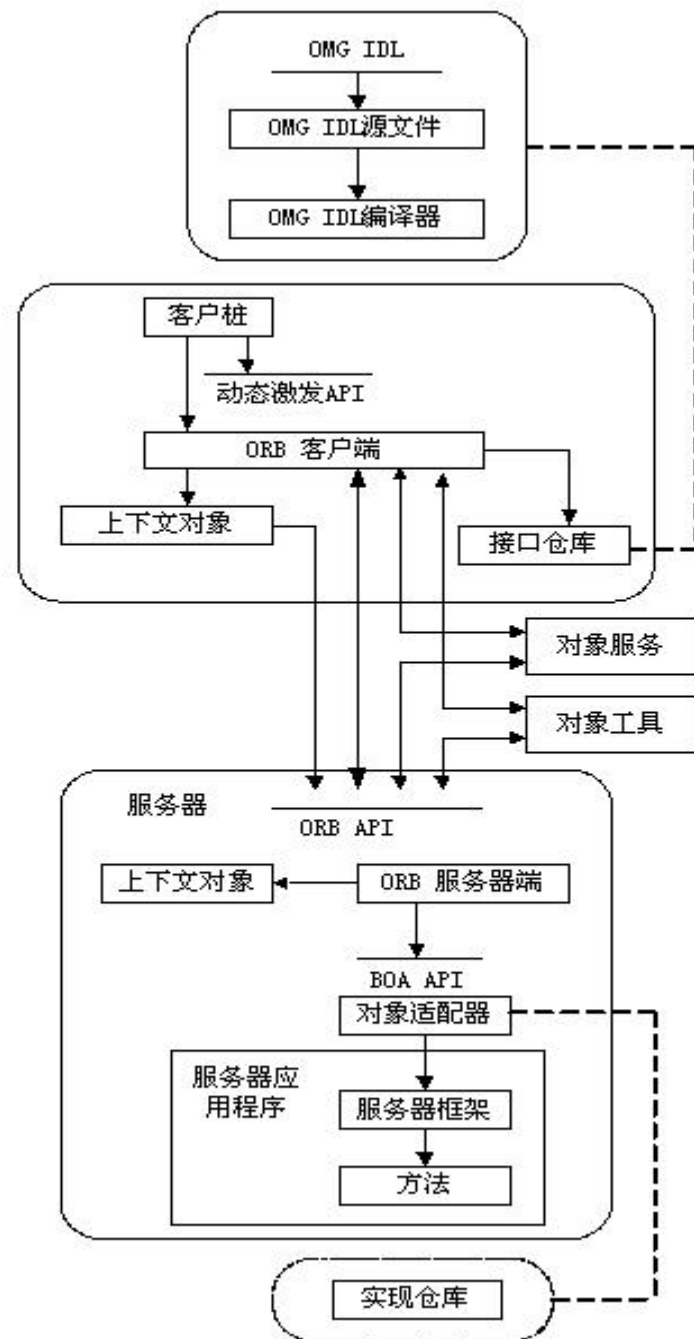 OMG IDL
OMG IDL源文件
OMG IDL编译器
客户桩
动态激发API
ORB 客户端
上下文对象
接口仓库
对象服务
对象工具
服务器
ORB API
上下文对象
ORB 服务器端
BOA API
对象适配器
服务器应
用程序
服务器框架
方法
实现仓库